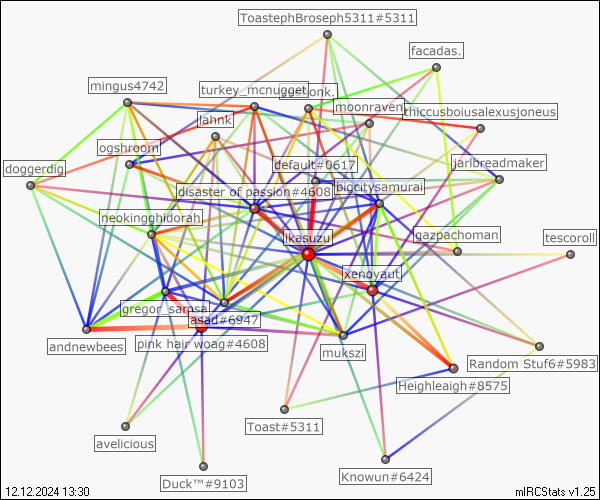 ToastephBroseph5311#5311
facadas.
mingus4742
turkey_mcnugget
onk.
moonraven
thiccusboiusalexusjoneus
lahnk
ogshroom
default#0617
jarlbreadmaker
doggerdig
disaster of passion#4608
bigcitysamurai
neokingghidorah
ikasuzu
gazpachoman
tescoroll
xenoyaut
gregor_samsa
asad#6947
andnewbees
pink hair woag#4608
mukszi
Random Stuf6#5983
Heighleaigh#8575
Toast#5311
avelicious
Duck™#9103
Knowun#6424
12.12.2024 13:30
mIRCStats v1.25